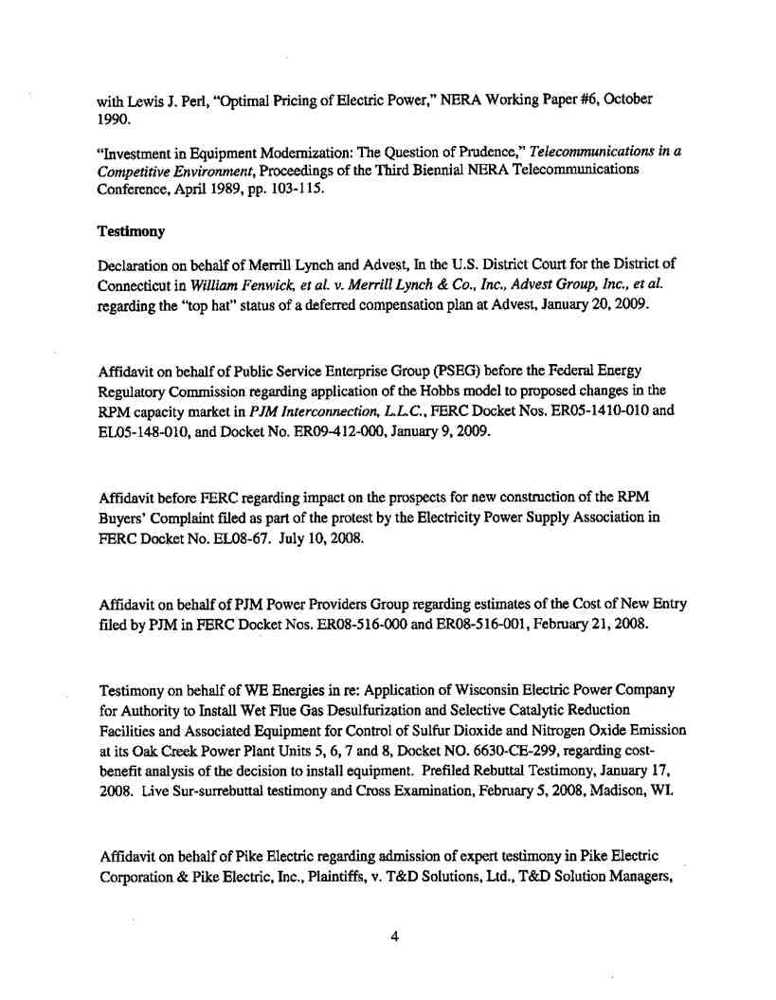 with Lewis J. Perl, “Optimal Pricing of Electric Power,” NERA Working Paper #6, October
1990.
“Investment in Equipment Modernization: The Question of Prudence,” Telecommunications in a
Competitive Environment, Proceedings of the Third Biennial NERA Telecommunications
Conference, April 1989, pp. 103-115.
Testimony
Declaration on behalf of Merrill Lynch and Advest, In the U.S. District Court for the District of
Connecticut in William Fenwick, et al. v. Merrill Lynch & Co., Inc., Advest Group, Inc., et al.
regarding the “top hat” status of a deferred compensation plan at Advest, January 20, 2009.
Affidavit on behalf of Public Service Enterprise Group (PSEG) before the Federal Energy
Regulatory Commission regarding application of the Hobbs model to proposed changes in the
RPM capacity market in PJM Interconnection, L.L.C., FERC Docket Nos. ER05-1410-010 and
EL05-148-010, and Docket No. ER09-412-000, January 9, 2009.
Affidavit before FERC regarding impact on the prospects for new construction of the RPM
Buyers’ Complaint filed as part of the protest by the Electricity Power Supply Association in
FERC Docket No. EL08-67. July 10, 2008.
Affidavit on behalf of PJM Power Providers Group regarding estimates of the Cost of New Entry
filed by PJM in FERC Docket Nos. ER08-516-000 and ER08-516-001, February 21, 2008.
Testimony on behalf of WE Energies in re: Application of Wisconsin Electric Power Company
for Authority to Install Wet Flue Gas Desulfurization and Selective Catalytic Reduction
Facilities and Associated Equipment for Control of Sulfur Dioxide and Nitrogen Oxide Emission
at its Oak Creek Power Plant Units 5, 6, 7 and 8, Docket NO. 6630-CE-299, regarding cost-
benefit analysis of the decision to install equipment. Prefiled Rebuttal Testimony, January 17,
2008. Live Sur-surrebuttal testimony and Cross Examination, February 5, 2008, Madison, WI.
Affidavit on behalf of Pike Electric regarding admission of expert testimony in Pike Electric
Corporation & Pike Electric, Inc., Plaintiffs, v. T&D Solutions, Ltd., T&D Solution Managers,
4